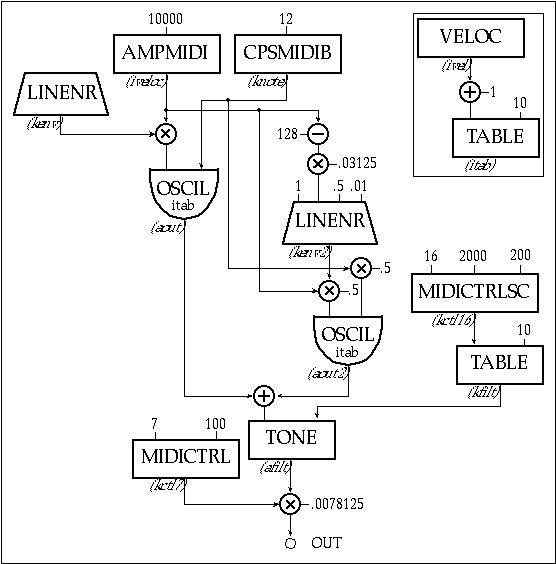 10000
12
AMPMIDI
CPSMIDIB
VELOC
(iveloc)
(knote)
(ivel)
LINENR
1
10
(kenv)
128
TABLE
.03125
(itab)
OSCIL
1
.5
.01
itab
LINENR
(aout)
(kenv2)
16
2000
200
.5
.5
MIDICTRLSC
(kctl16)
OSCIL
10
itab
TABLE
(aout2)
(kfilt)
7
100
TONE
MIDICTRL
(afilt)
(kctl7)
.0078125
OUT